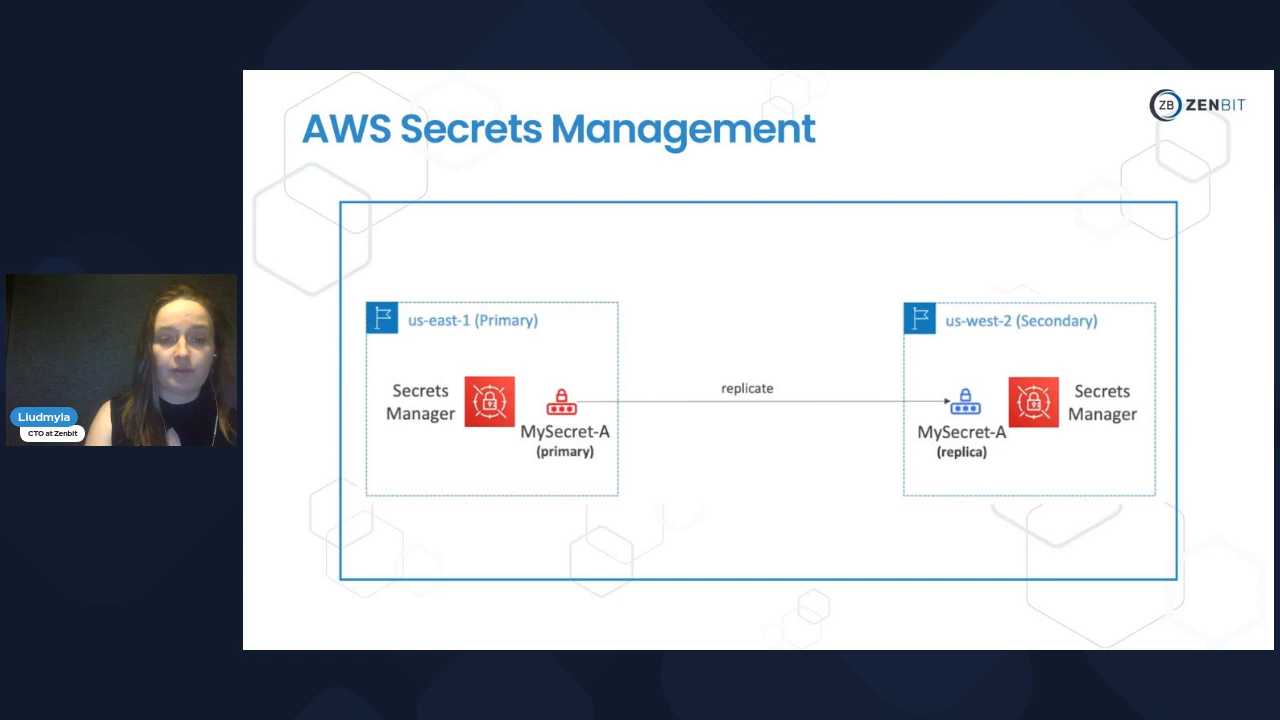 AWS Secrets Management
ZB ZENBIT
us-east-1 (Primary)
Secrets
Manager
MySecret-A
(primary)
replicate
us-west-2 (Secondary)
MySecret-A
(replica)
Secrets
Manager
Liudmyla
CTO at Zenbit